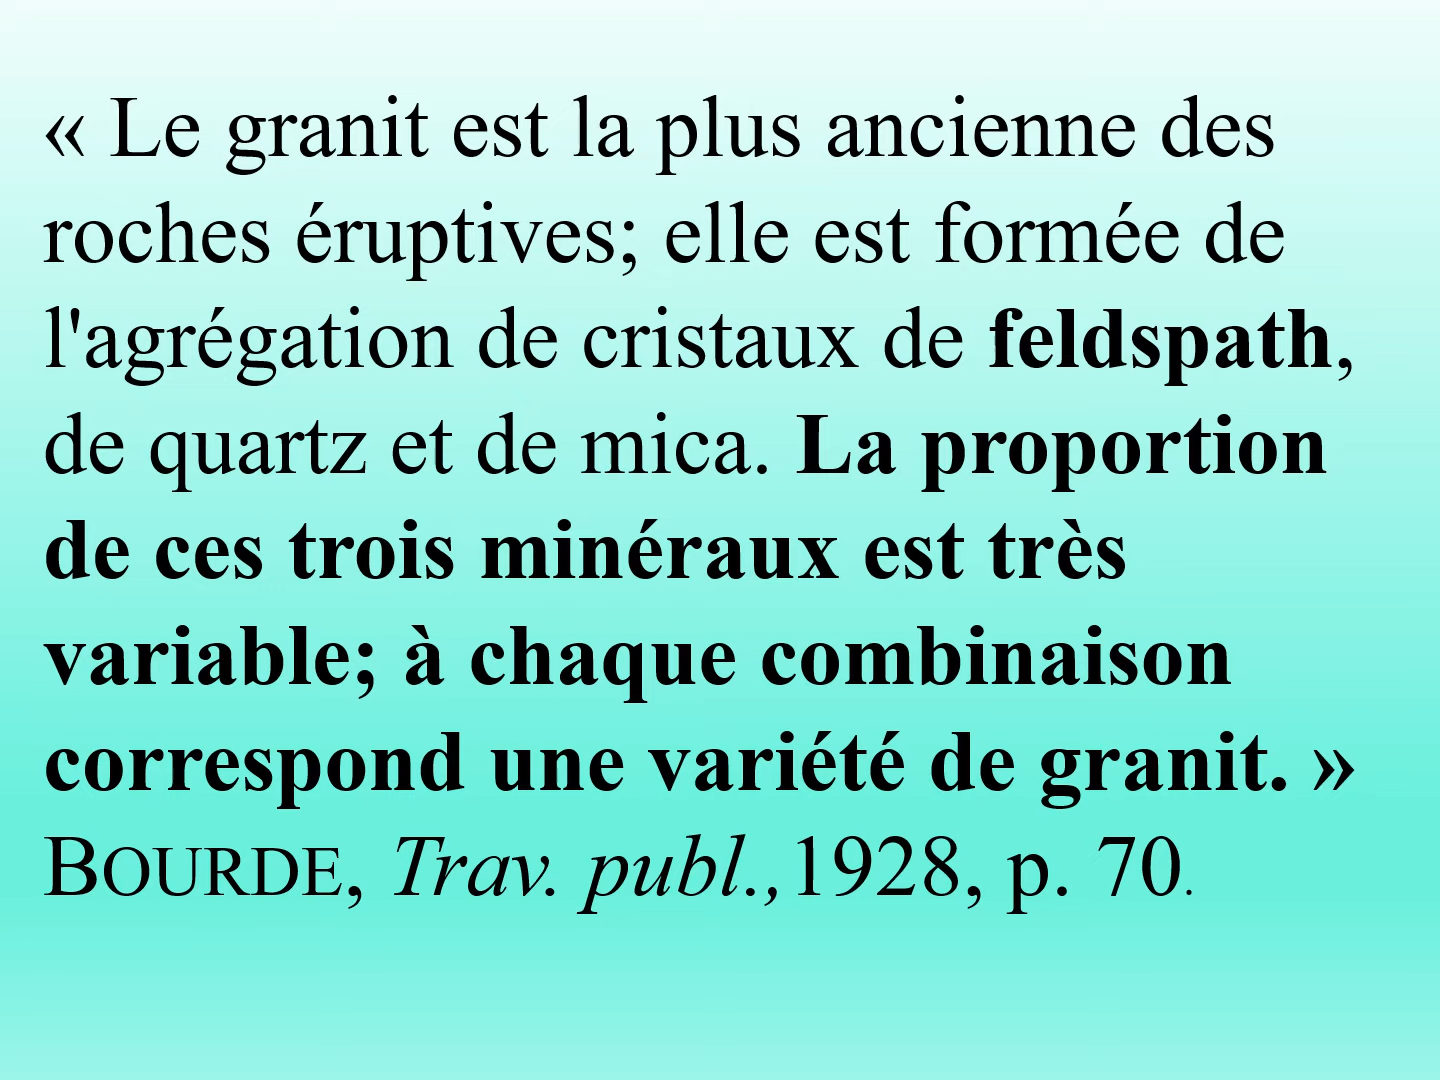 « Le granit est la plus ancienne des
roches éruptives; elle est formée de
l'agrégation de cristaux de feldspath,
de quartz et de mica. La proportion
de ces trois minéraux est très
variable; à chaque combinaison
correspond une variété de granit. »
BOURDE, Trav. publ.,1928, p. 70.